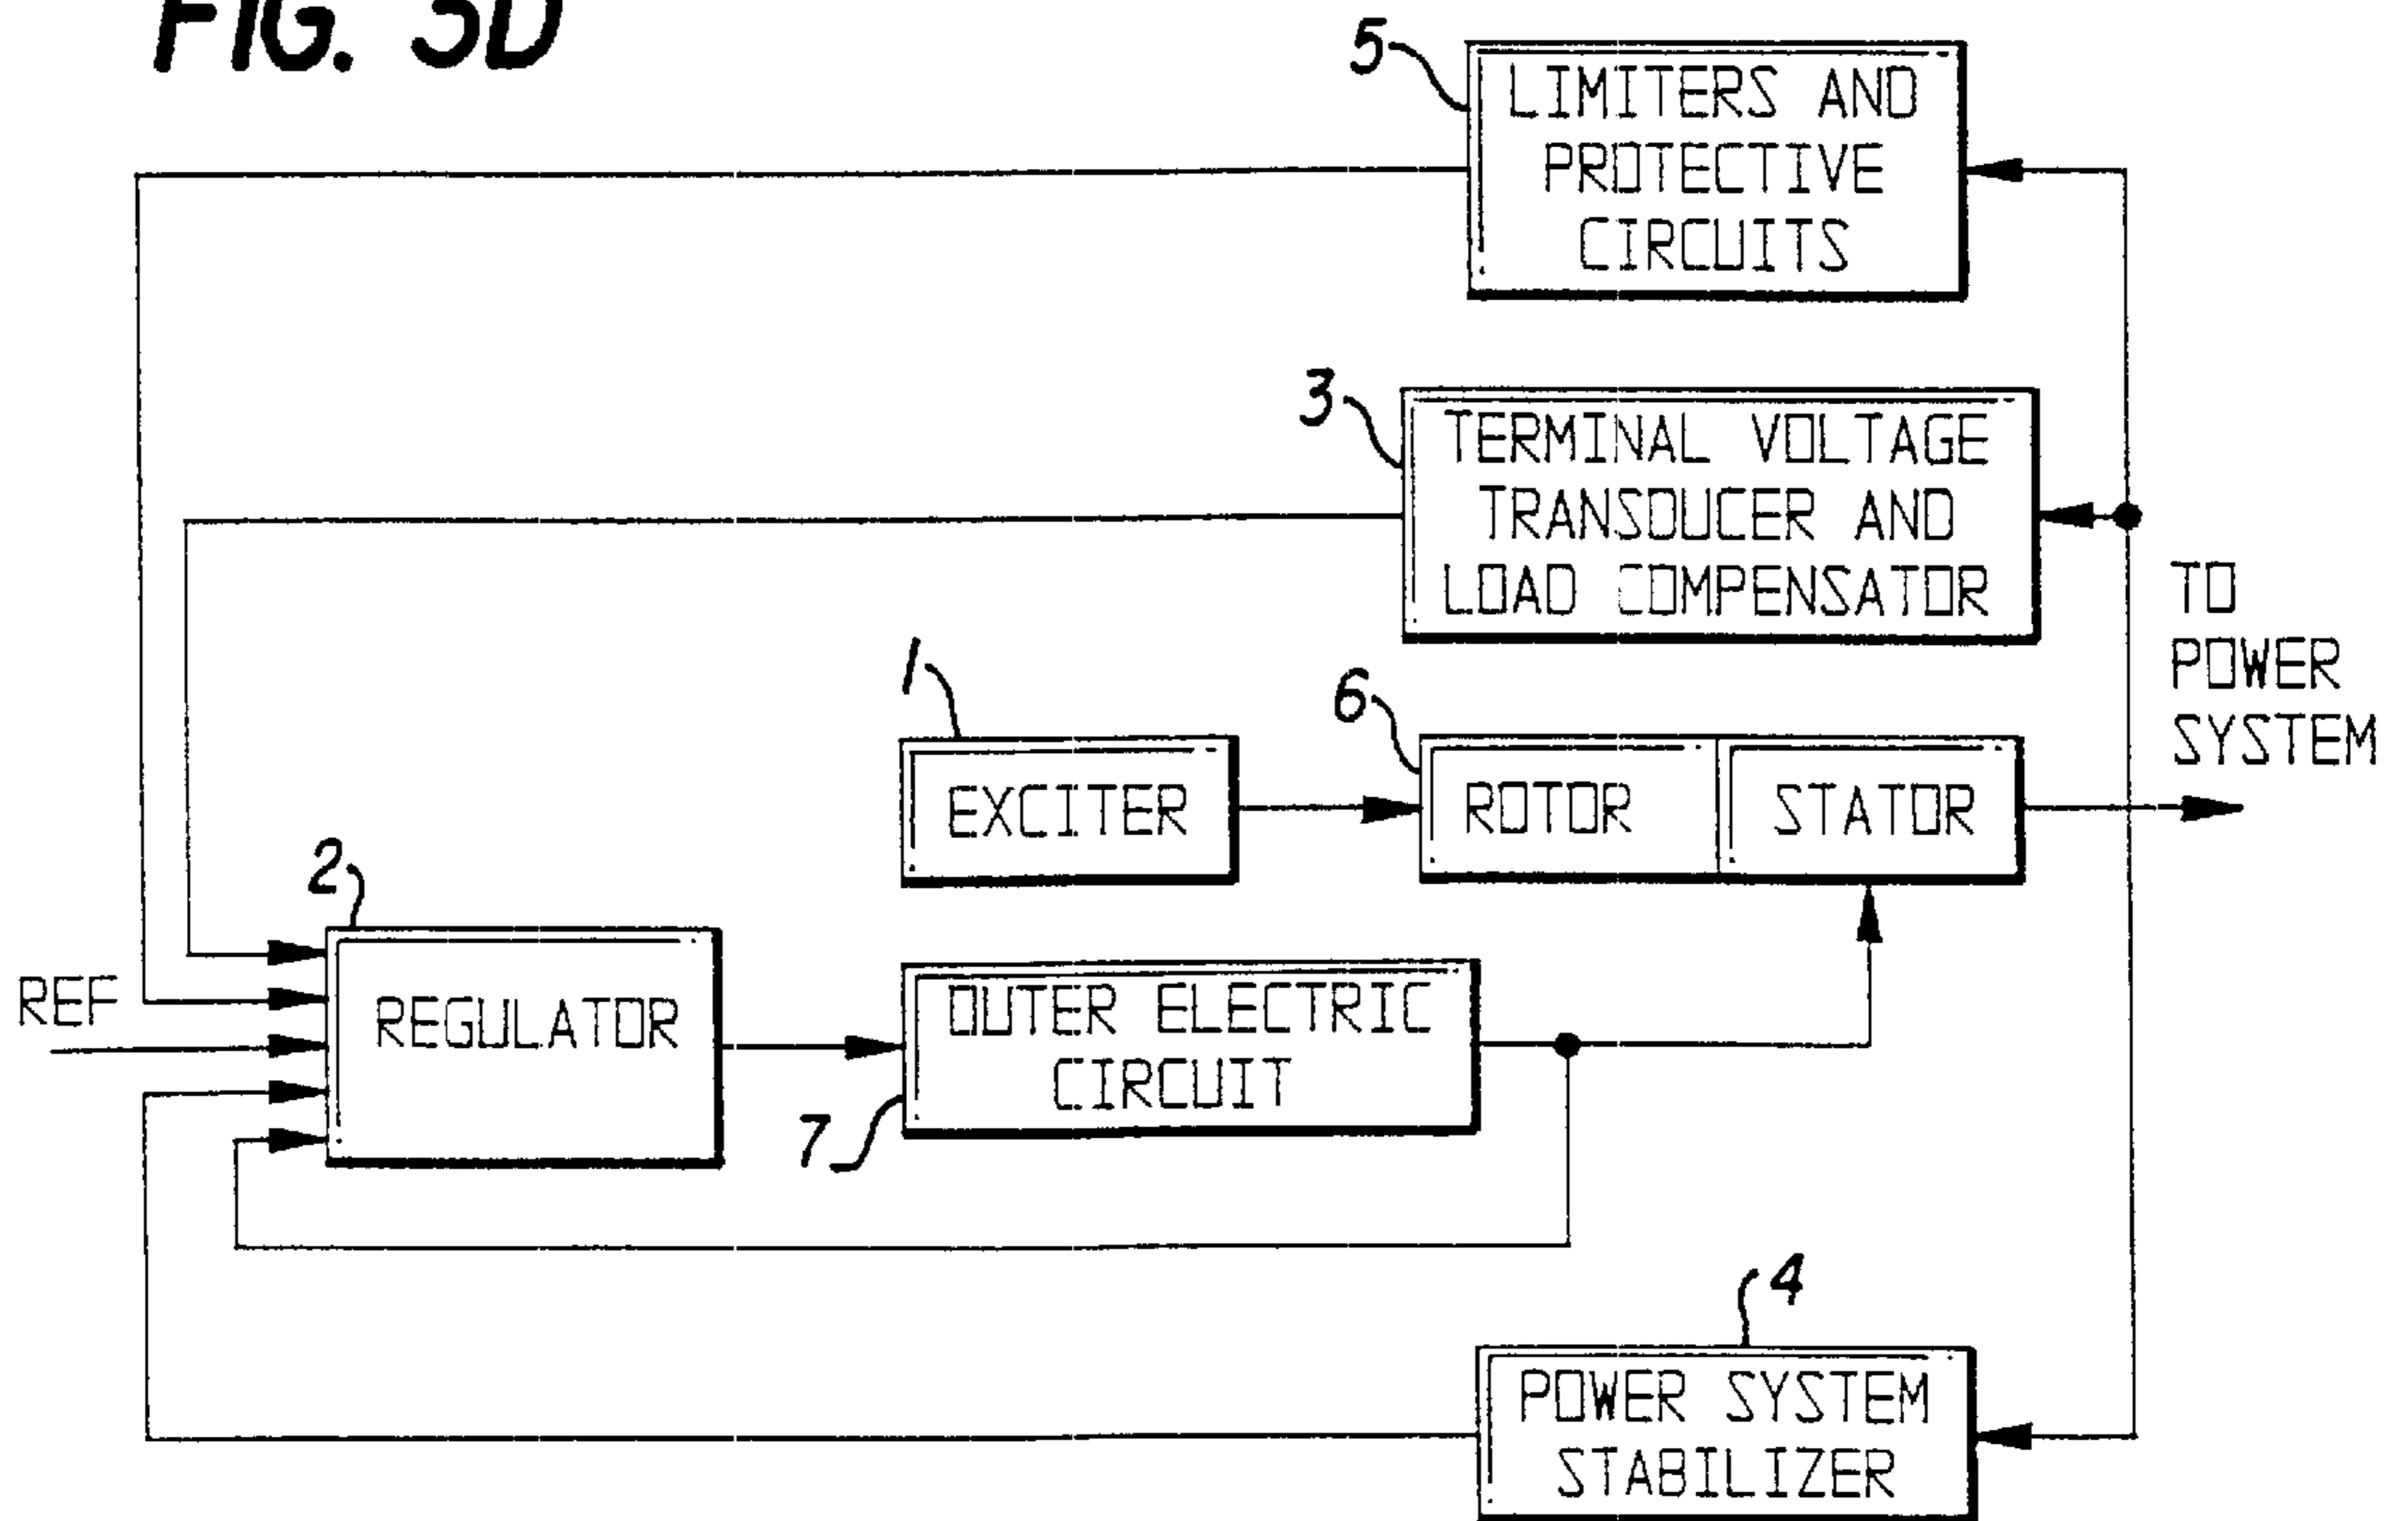 FIG. 3D
5
LIMITERS AND
PROTECTIVE
CIRCUITS
3
TERMINAL VOLTAGE
TRANSDUCER AND
LOAD COMPENSATOR
TO
POWER
SYSTEM
1
EXCITER
6
ROTOR
STATOR
2
REF
REGULATOR
OUTER ELECTRIC
CIRCUIT
7
4
POWER SYSTEM
STABILIZER